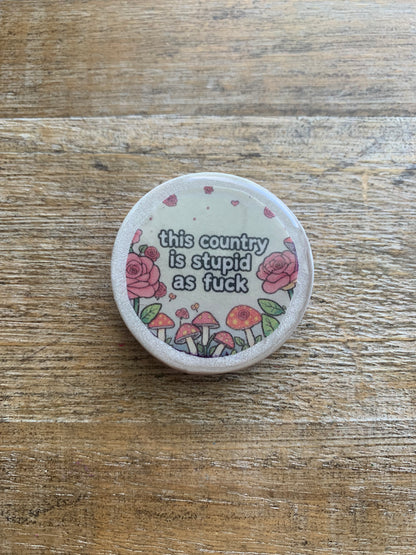 this country
is stupid
as fuck